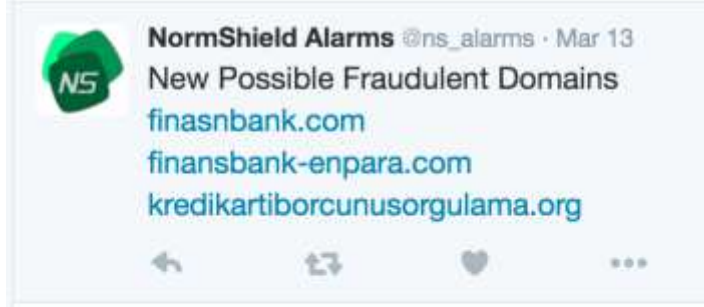 NormShield Alarms @ns_alarms · Mar 13
NS
New Possible Fraudulent Domains
finasnbank.com
finansbank-enpara.com
kredikartiborcunusorgulama.org